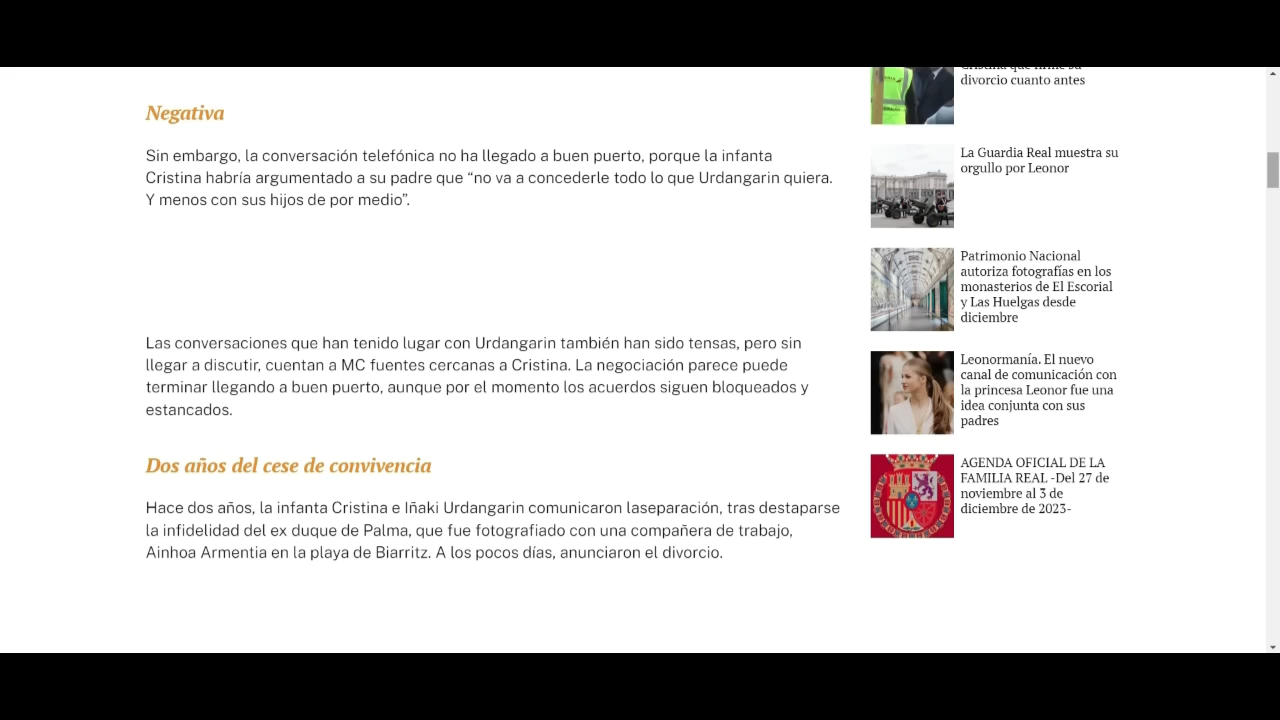 Negativa
Sin embargo, la conversación telefónica no ha llegado a buen puerto, porque la infanta
Cristina habría argumentado a su padre que “no va a concederle todo lo que Urdangarin quiera.
Y menos con sus hijos de por medio”.
Las conversaciones que han tenido lugar con Urdangarin también han sido tensas, pero sin
llegar a discutir, cuentan a MC fuentes cercanas a Cristina. La negociación parece puede
terminar llegando a buen puerto, aunque por el momento los acuerdos siguen bloqueados y
estancados.
Dos años del cese de convivencia
Hace dos años, la infanta Cristina e Iñaki Urdangarin comunicaron laseparación, tras destaparse
la infidelidad del ex duque de Palma, que fue fotografiado con una compañera de trabajo,
Ainhoa Armentia en la playa de Biarritz. A los pocos días, anunciaron el divorcio.
Cristina que firme su
divorcio cuanto antes
La Guardia Real muestra su
orgullo por Leonor
Patrimonio Nacional
autoriza fotografías en los
monasterios de El Escorial
y Las Huelgas desde
diciembre
Leonormanía. El nuevo
canal de comunicación con
la princesa Leonor fue una
idea conjunta con sus
padres
AGENDA OFICIAL DE LA
FAMILIA REAL -Del 27 de
noviembre al 3 de
diciembre de 2023-